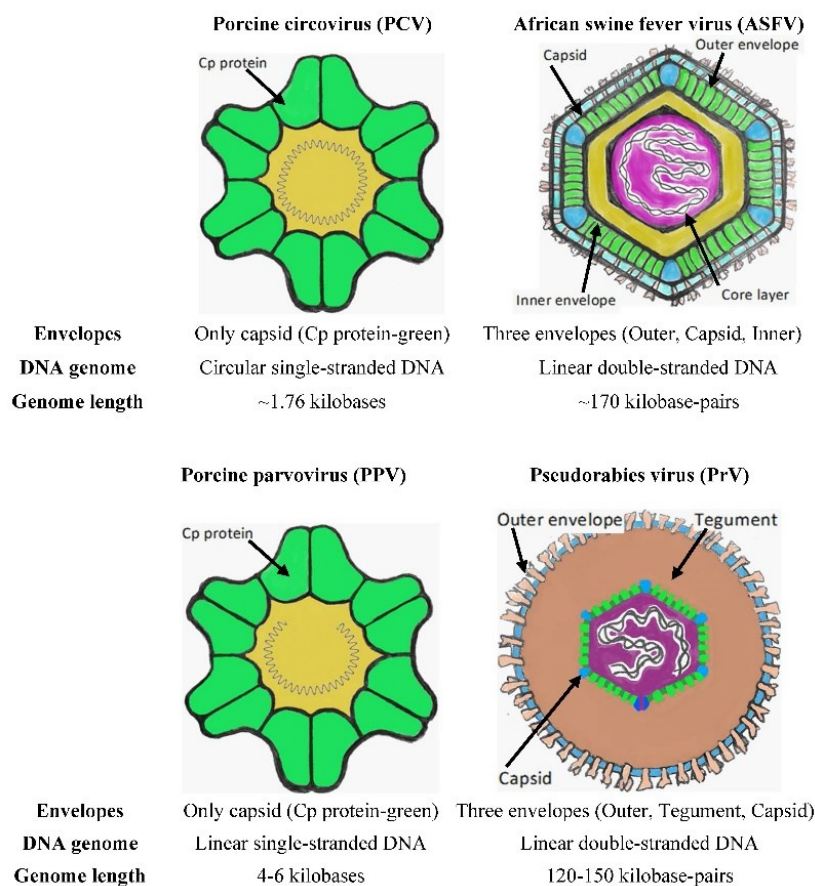 Porcine circovirus (PCV) African swine fever virus (ASFV)
Cp protein
Capsid
Outer envelope
Inner envelope
Core layer
Envelopes Only capsid (Cp protein-green) Three envelopes (Outer, Capsid, Inner)
DNA genome Circular single-stranded DNA Linear double-stranded DNA
Genome length ~1.76 kilobases ~170 kilobase-pairs
Porcine parvovirus (PPV) Pseudorabies virus (PrV)
Cp protein
Outer envelope
Tegument
Capsid
Envelopes Only capsid (Cp protein-green) Three envelopes (Outer, Tegument, Capsid)
DNA genome Linear single-stranded DNA Linear double-stranded DNA
Genome length 4-6 kilobases 120-150 kilobase-pairs